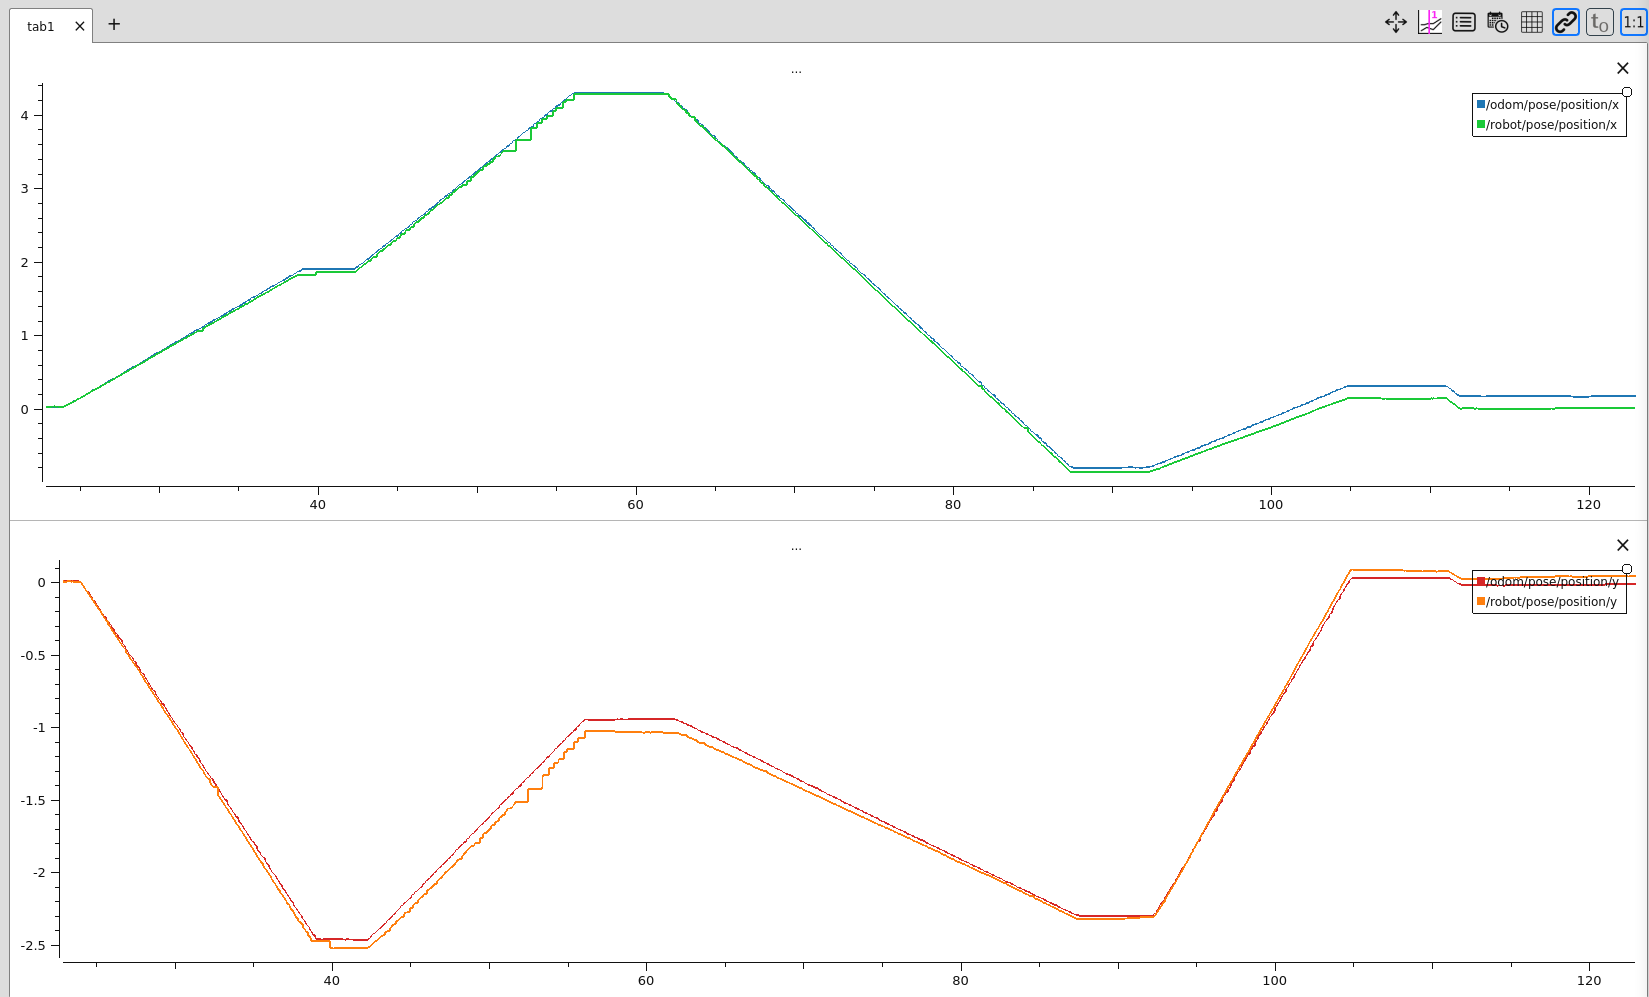 tab1
1
t0
1:1
...
/odom/pose/position/x
/robot/pose/position/x
4
3
2
1
0
40 60 80 100 120
...
/odom/pose/position/y
/robot/pose/position/y
0
-0.5
-1
-1.5
-2
-2.5
40 60 80 100 120